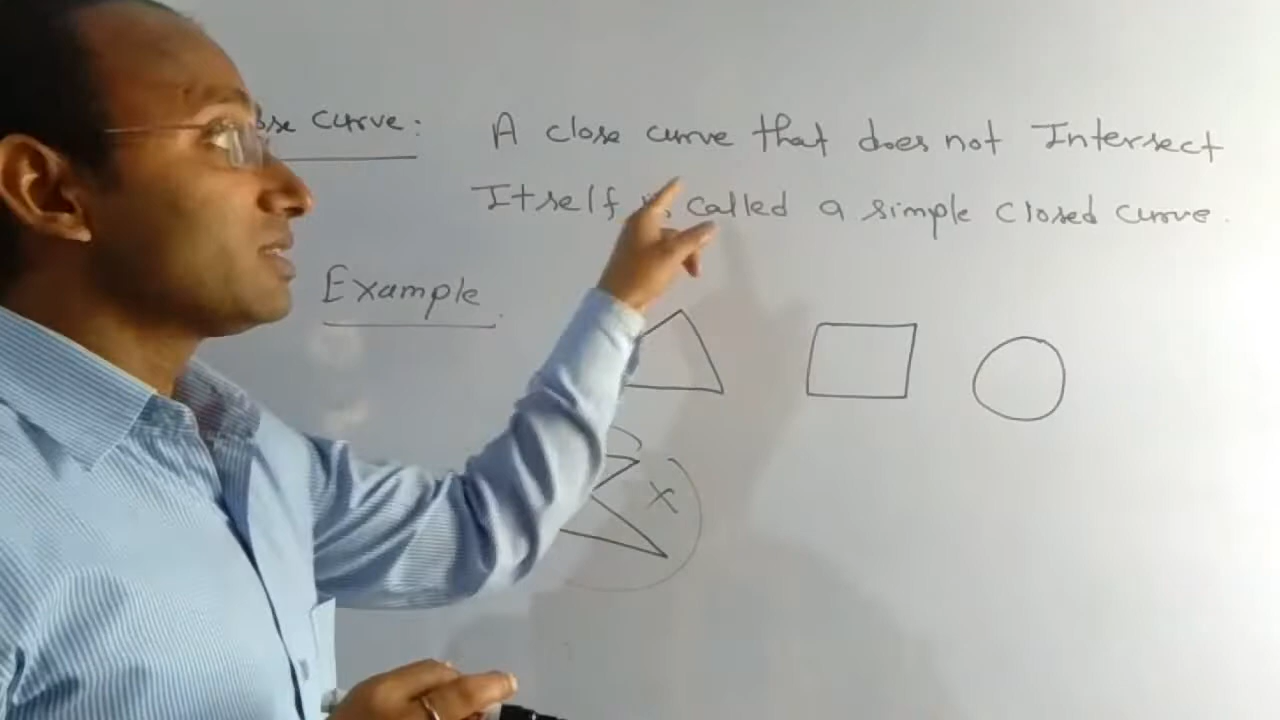 curve: A close curve that does not Intersect
Itself called a simple closed curve.
Example
X